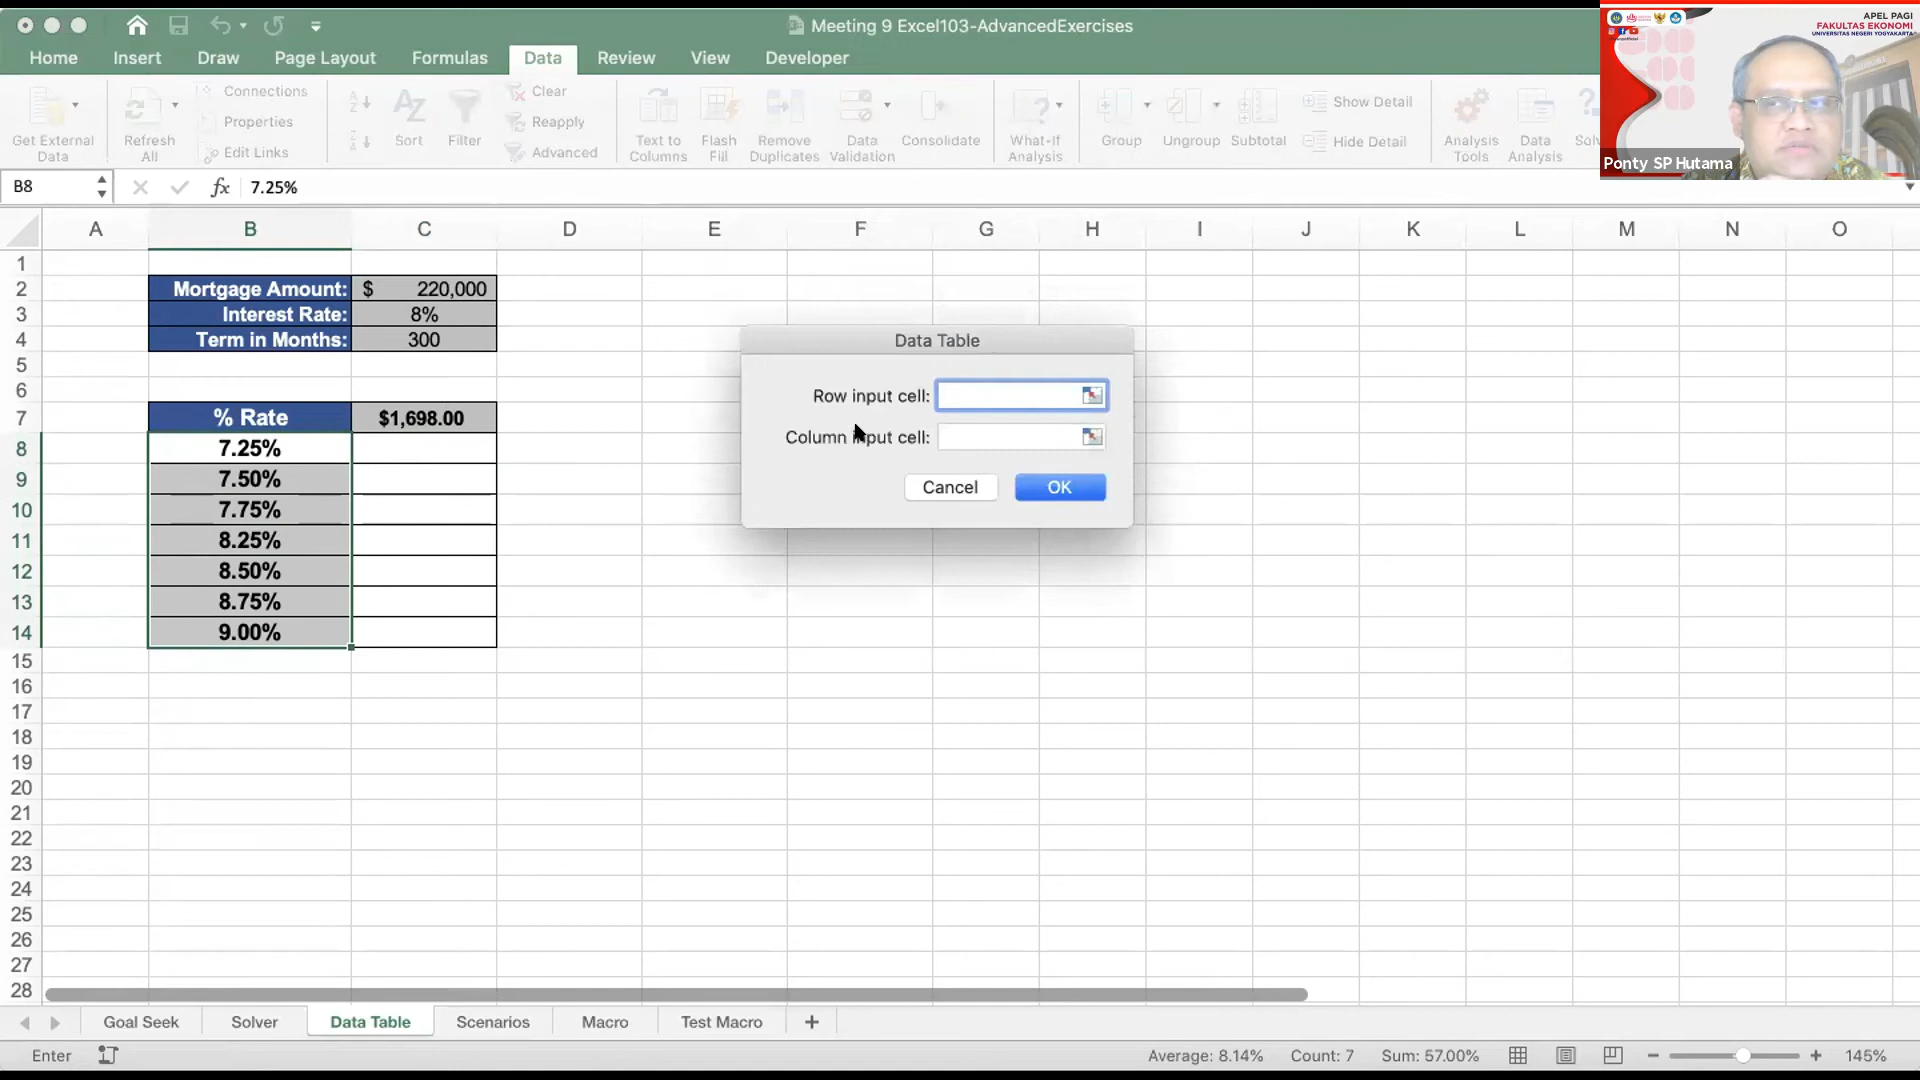 Meeting 9 Excel103-AdvancedExercises
Home Insert Draw Page Layout Formulas Data Review View Developer
Get External Data
Refresh All
Connections
Properties
Edit Links
Sort
Filter
Clear
Reapply
Advanced
Text to Columns
Flash Fill
Remove Duplicates
Data Validation
Consolidate
What-If Analysis
Group
Ungroup
Subtotal
Show Detail
Hide Detail
Analysis Tools
Data Analysis
APEL PAGI
FAKULTAS EKONOMI
UNIVERSITAS NEGERI YOGYAKARTA
Ponty SP Hutama
B8 fx 7.25%
A B C D E F G H I J K L M N O
1
2 Mortgage Amount: $ 220,000
3 Interest Rate: 8%
4 Term in Months: 300
5
6
7 % Rate $1,698.00
8 7.25%
9 7.50%
10 7.75%
11 8.25%
12 8.50%
13 8.75%
14 9.00%
15
16
17
18
19
20
21
22
23
24
25
26
27
28
Data Table
Row input cell:
Column input cell:
Cancel OK
Goal Seek Solver Data Table Scenarios Macro Test Macro +
Enter Average: 8.14% Count: 7 Sum: 57.00% − + 145%